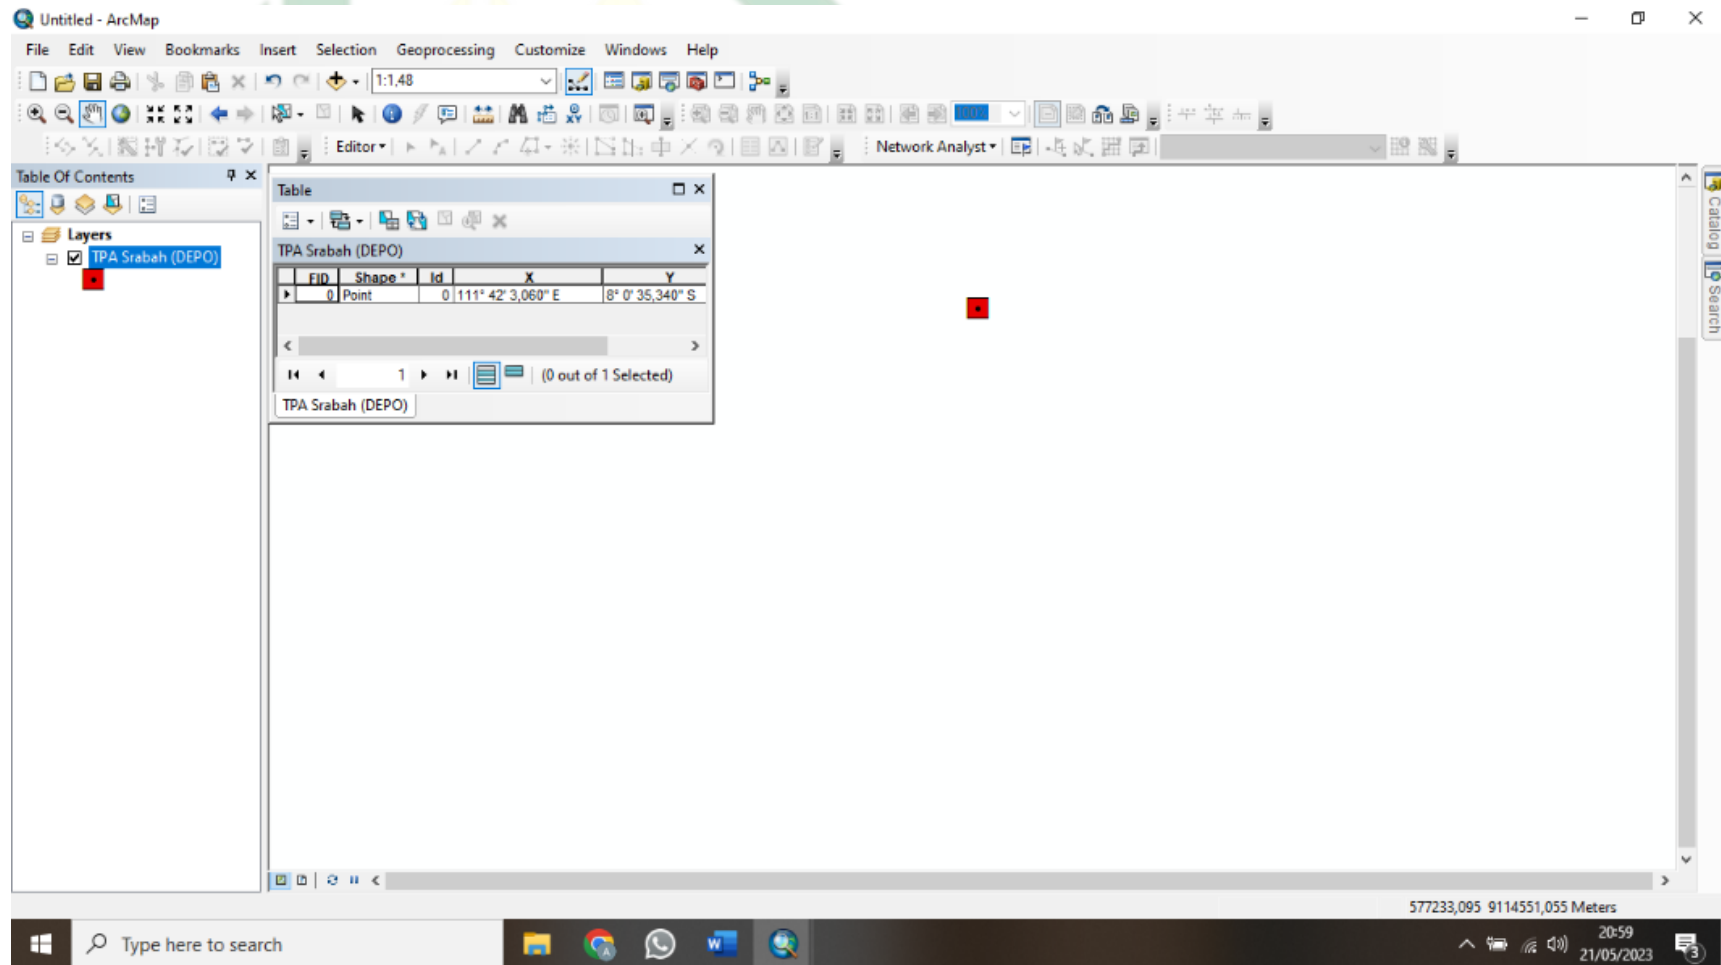 Untitled - ArcMap
File Edit View Bookmarks Insert Selection Geoprocessing Customize Windows Help
1:1,48
Editor Network Analyst
Table Of Contents
Layers
TPA Srabah (DEPO)
Table
TPA Srabah (DEPO)
FID Shape * Id X Y
0 Point 0 111° 42' 3,060" E 8° 0' 35,340" S
1 (0 out of 1 Selected)
TPA Srabah (DEPO)
Catalog
Search
577233,095 9114551,055 Meters
Type here to search
20:59
21/05/2023
3